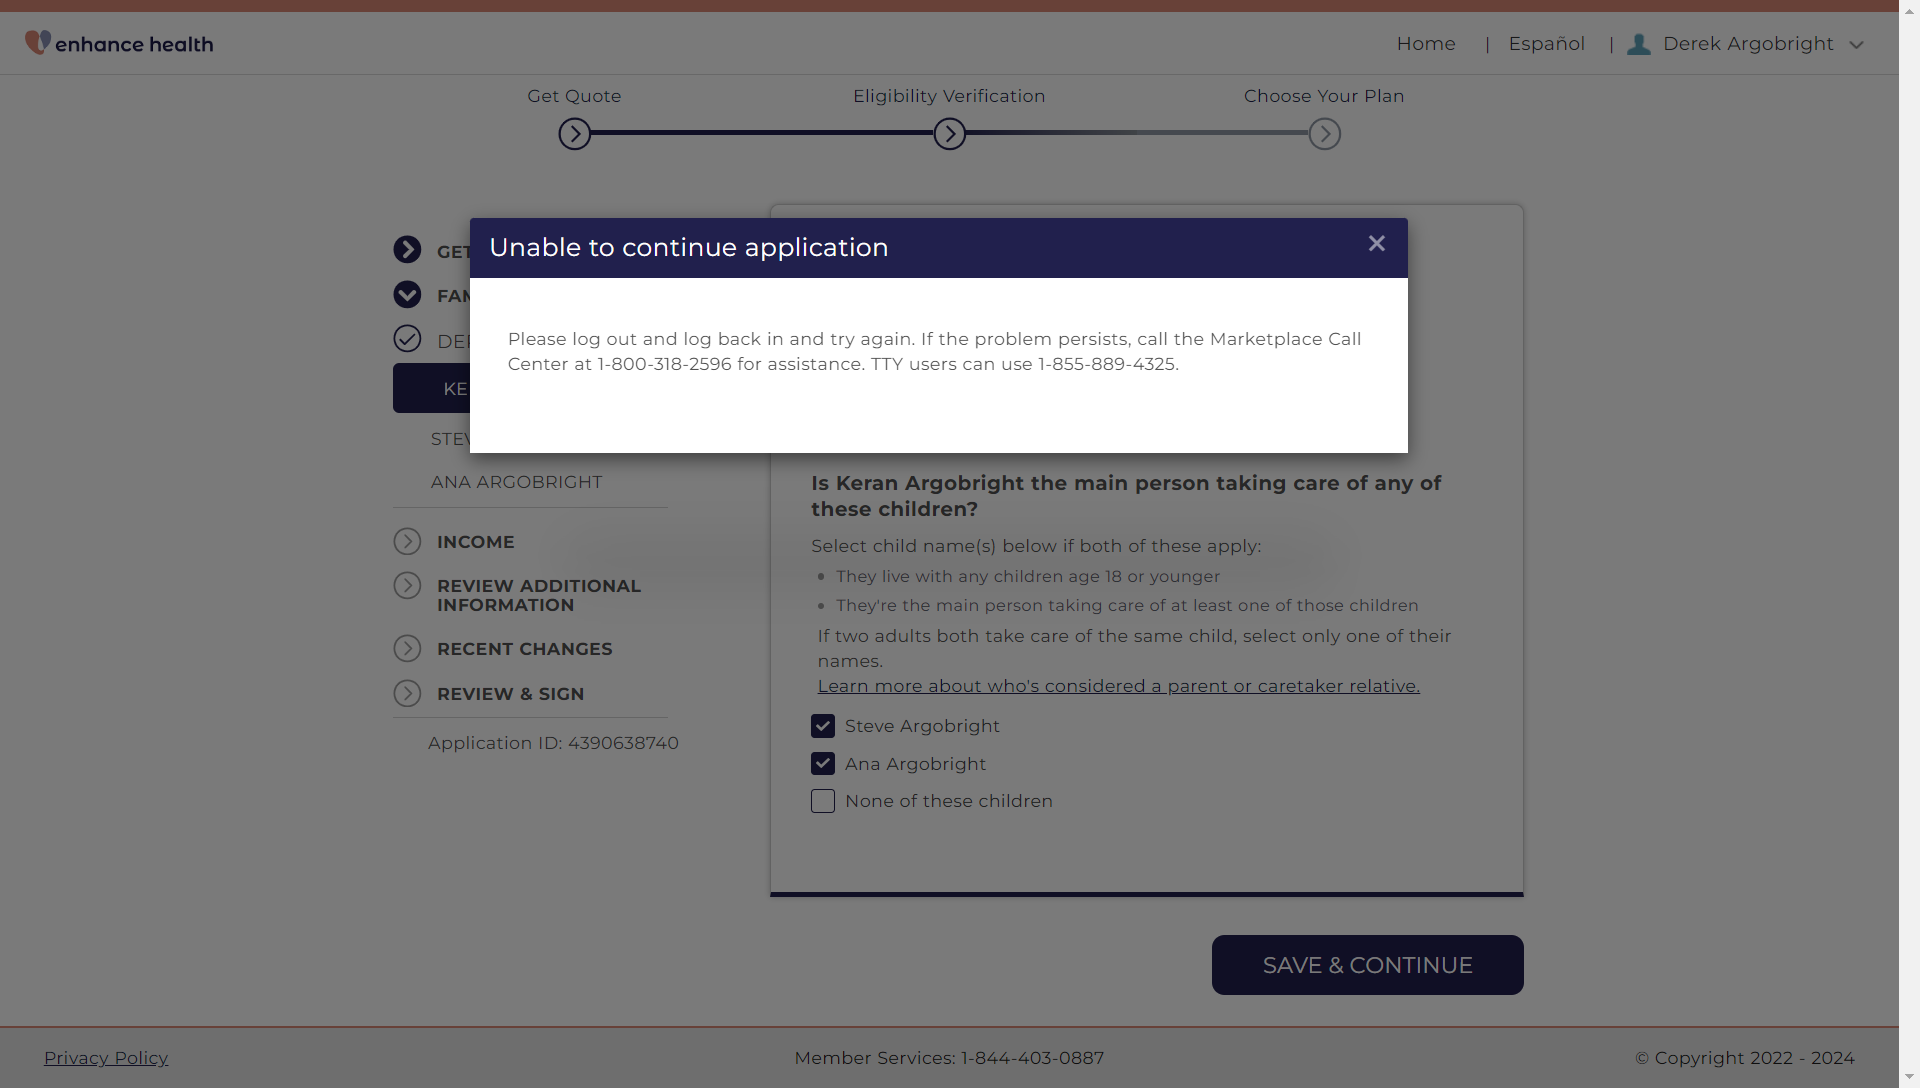 enhance health
Home | Español | Derek Argobright
Get Quote
Eligibility Verification
Choose Your Plan
Unable to continue application
Please log out and log back in and try again. If the problem persists, call the Marketplace Call
Center at 1-800-318-2596 for assistance. TTY users can use 1-855-889-4325.
ANA ARGOBRIGHT
INCOME
REVIEW ADDITIONAL
INFORMATION
RECENT CHANGES
REVIEW & SIGN
Application ID: 4390638740
Is Keran Argobright the main person taking care of any of
these children?
Select child name(s) below if both of these apply:
They live with any children age 18 or younger
They're the main person taking care of at least one of those children
If two adults both take care of the same child, select only one of their
names.
Learn more about who's considered a parent or caretaker relative.
Steve Argobright
Ana Argobright
None of these children
SAVE & CONTINUE
Privacy Policy
Member Services: 1-844-403-0887
© Copyright 2022 - 2024